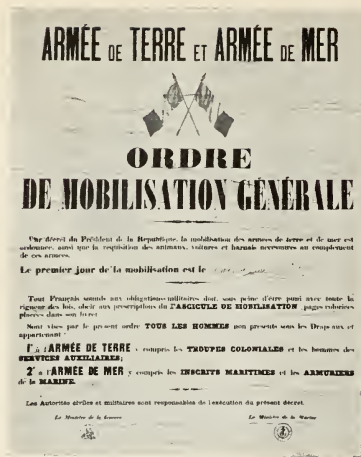 ARMÉE DE TERRE ET ARMÉE DE MER
ORDRE
DE MOBILISATION GÉNÉRALE
Par décret du Président de la République, la mobilisation des armées de terre et de mer est
ordonnée, ainsi que la réquisition des animaux, voitures et harnais nécessaires au complément
de ces armées.
Le premier jour de la mobilisation est le
Tout Français soumis aux obligations militaires doit, sous peine d'être puni avec toute la
rigueur des lois, obéir aux prescriptions du FASCICULE DE MOBILISATION (pages coloriées
placées dans son livret).
Sont visés par le présent ordre TOUS LES HOMMES non présents sous les Drapeaux et
appartenant :
1° à l'ARMÉE DE TERRE y compris les TROUPES COLONIALES et les hommes des
SERVICES AUXILIAIRES;
2° à l'ARMÉE DE MER y compris les INSCRITS MARITIMES et les ARMURIERS
de la MARINE.
Les Autorités civiles et militaires sont responsables de l'exécution du présent décret.
Le Ministre de la Guerre Le Ministre de la Marine